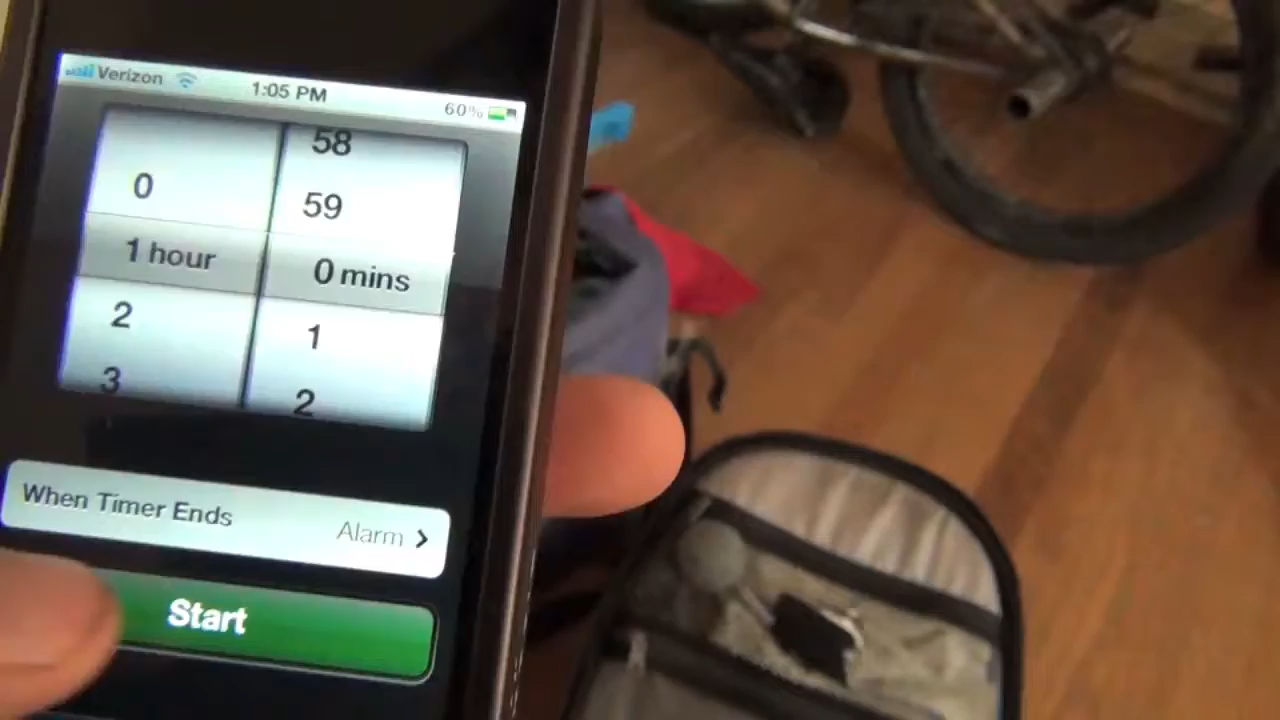 Verizon 1:05 PM 60%
58
0 59
1 hour 0 mins
2 1
3 2
When Timer Ends Alarm
Start